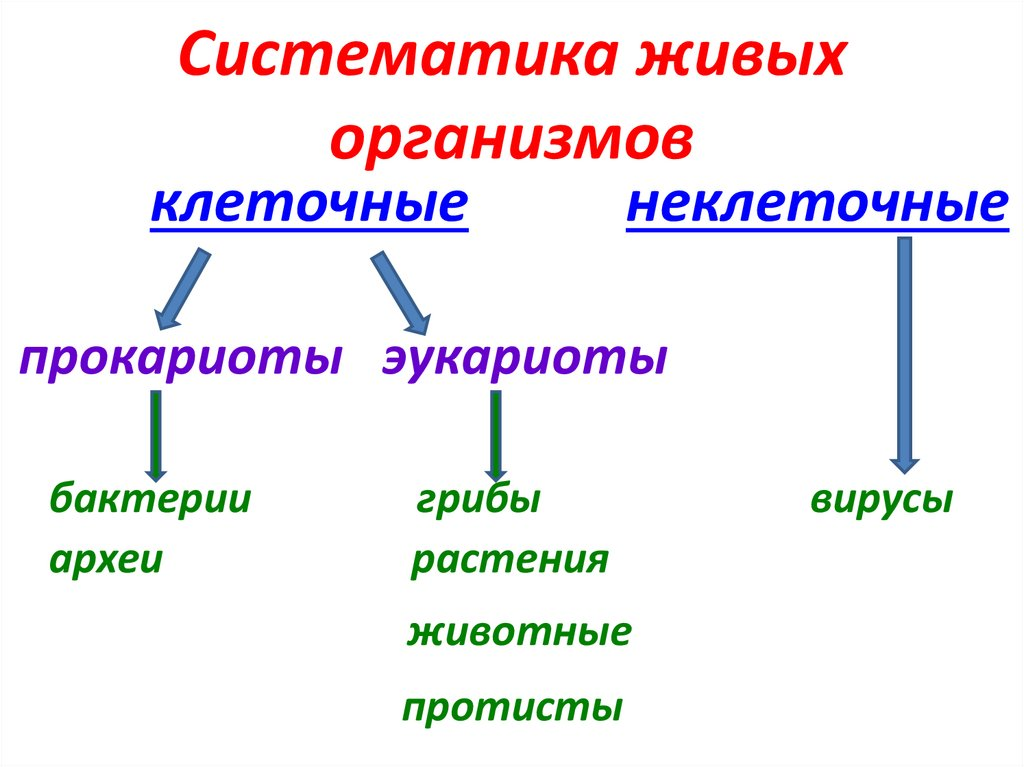 Систематика живых
организмов
клеточные неклеточные
прокариоты эукариоты
бактерии грибы вирусы
археи растения
животные
протисты